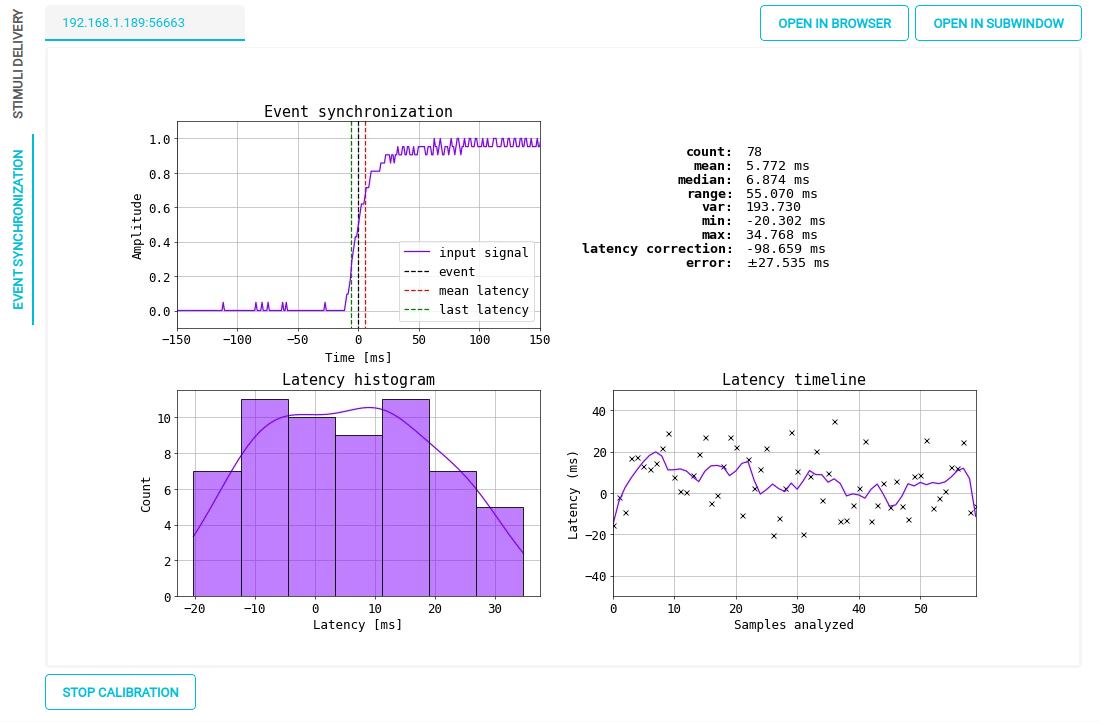 STIMULI DELIVERY
EVENT SYNCHRONIZATION
192.168.1.189:56663
OPEN IN BROWSER
OPEN IN SUBWINDOW
Event synchronization
Amplitude
1.0
0.8
0.6
0.4
0.2
0.0
input signal
event
mean latency
last latency
−150 −100 −50 0 50 100 150
Time [ms]
count: 78
mean: 5.772 ms
median: 6.874 ms
range: 55.070 ms
var: 193.730
min: -20.302 ms
max: 34.768 ms
latency correction: -98.659 ms
error: ±27.535 ms
Latency histogram
Count
10
8
6
4
2
0
−20 −10 0 10 20 30
Latency [ms]
Latency timeline
Latency (ms)
40
20
0
−20
−40
0 10 20 30 40 50
Samples analyzed
STOP CALIBRATION